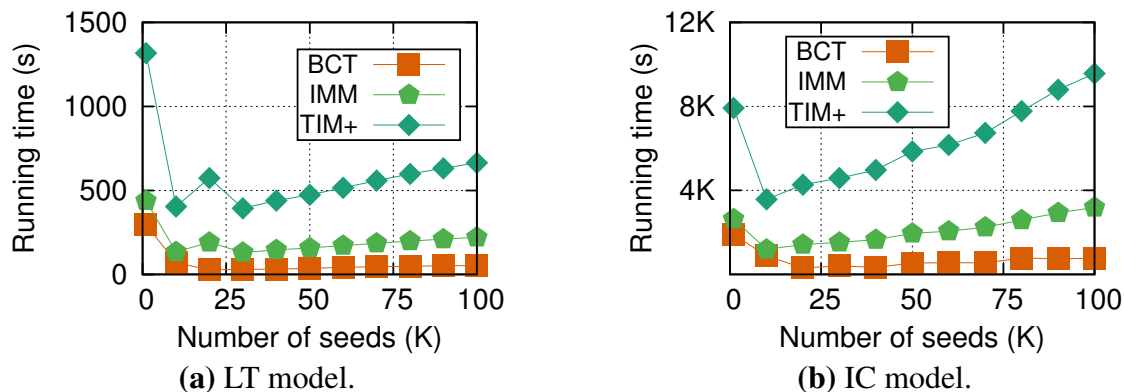 1500
1000
500
0
Running time (s)
BCT
IMM
TIM+
0 25 50 75 100
Number of seeds (K)
(a) LT model.
12K
8K
4K
Running time (s)
BCT
IMM
TIM+
0 25 50 75 100
Number of seeds (K)
(b) IC model.